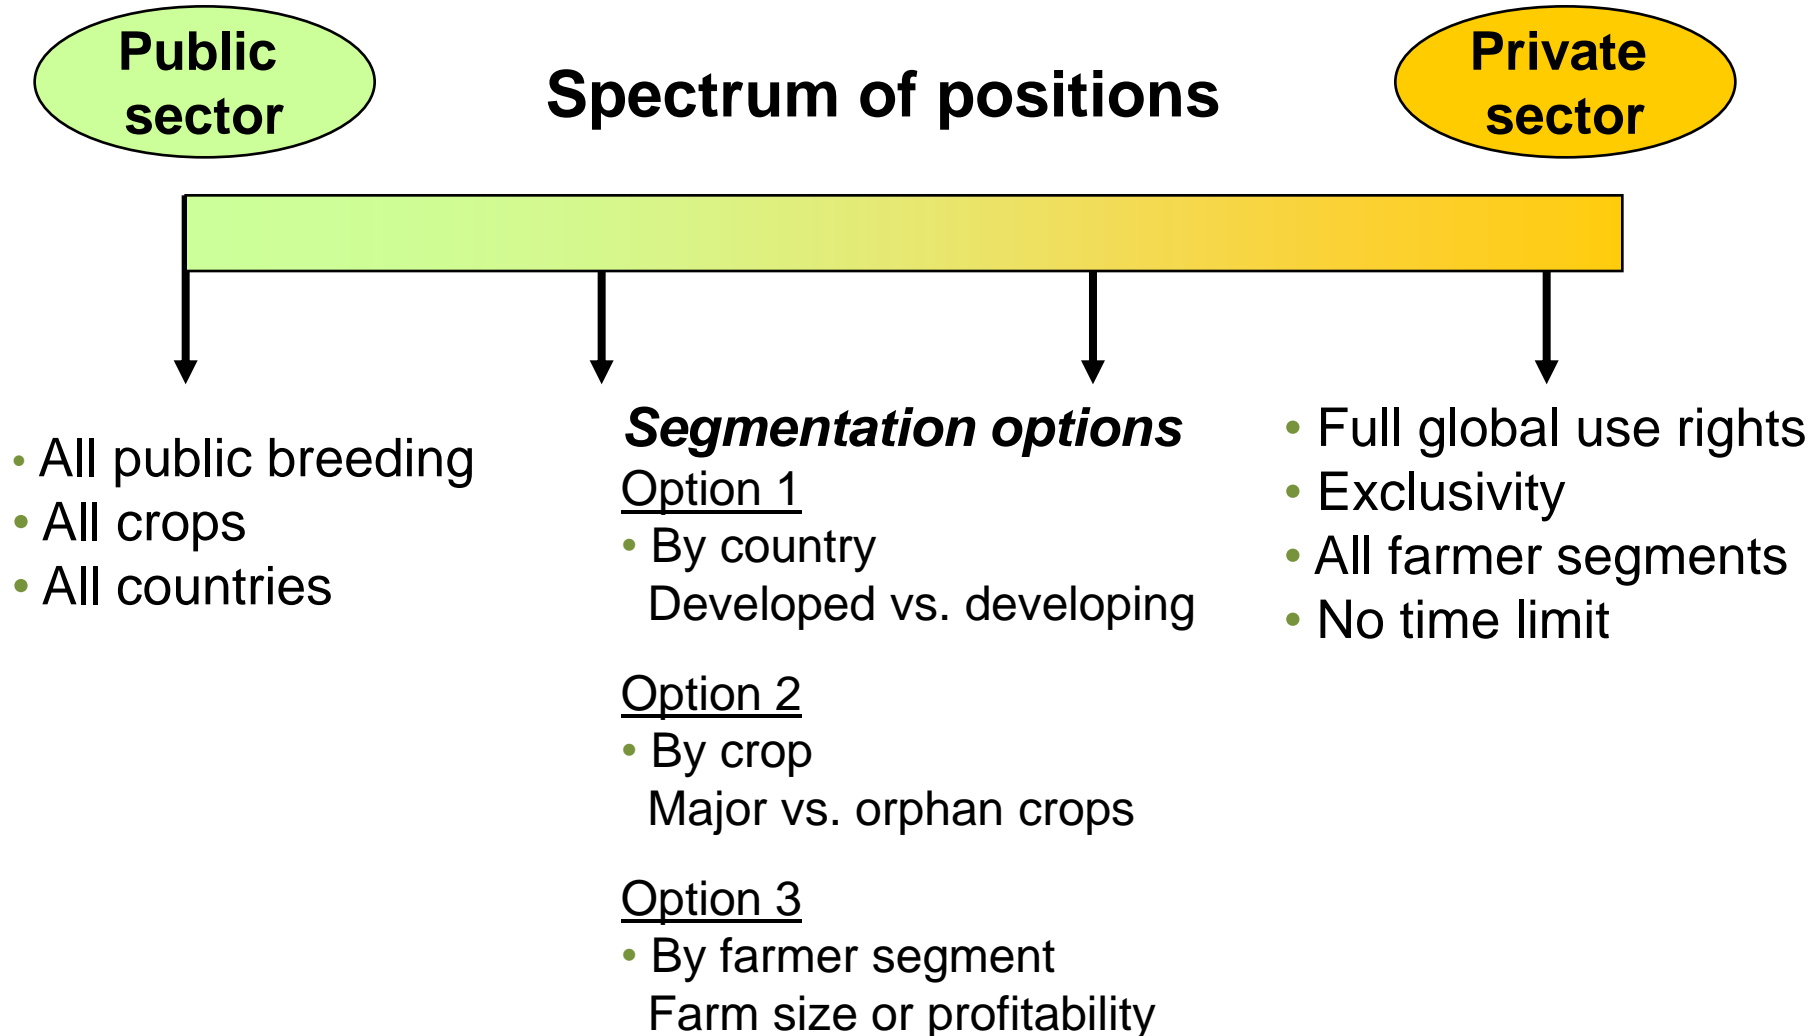 Public
sector
Spectrum of positions
Private
sector
• All public breeding
• All crops
• All countries
Segmentation options
Option 1
• By country
Developed vs. developing
Option 2
• By crop
Major vs. orphan crops
Option 3
• By farmer segment
Farm size or profitability
• Full global use rights
• Exclusivity
• All farmer segments
• No time limit